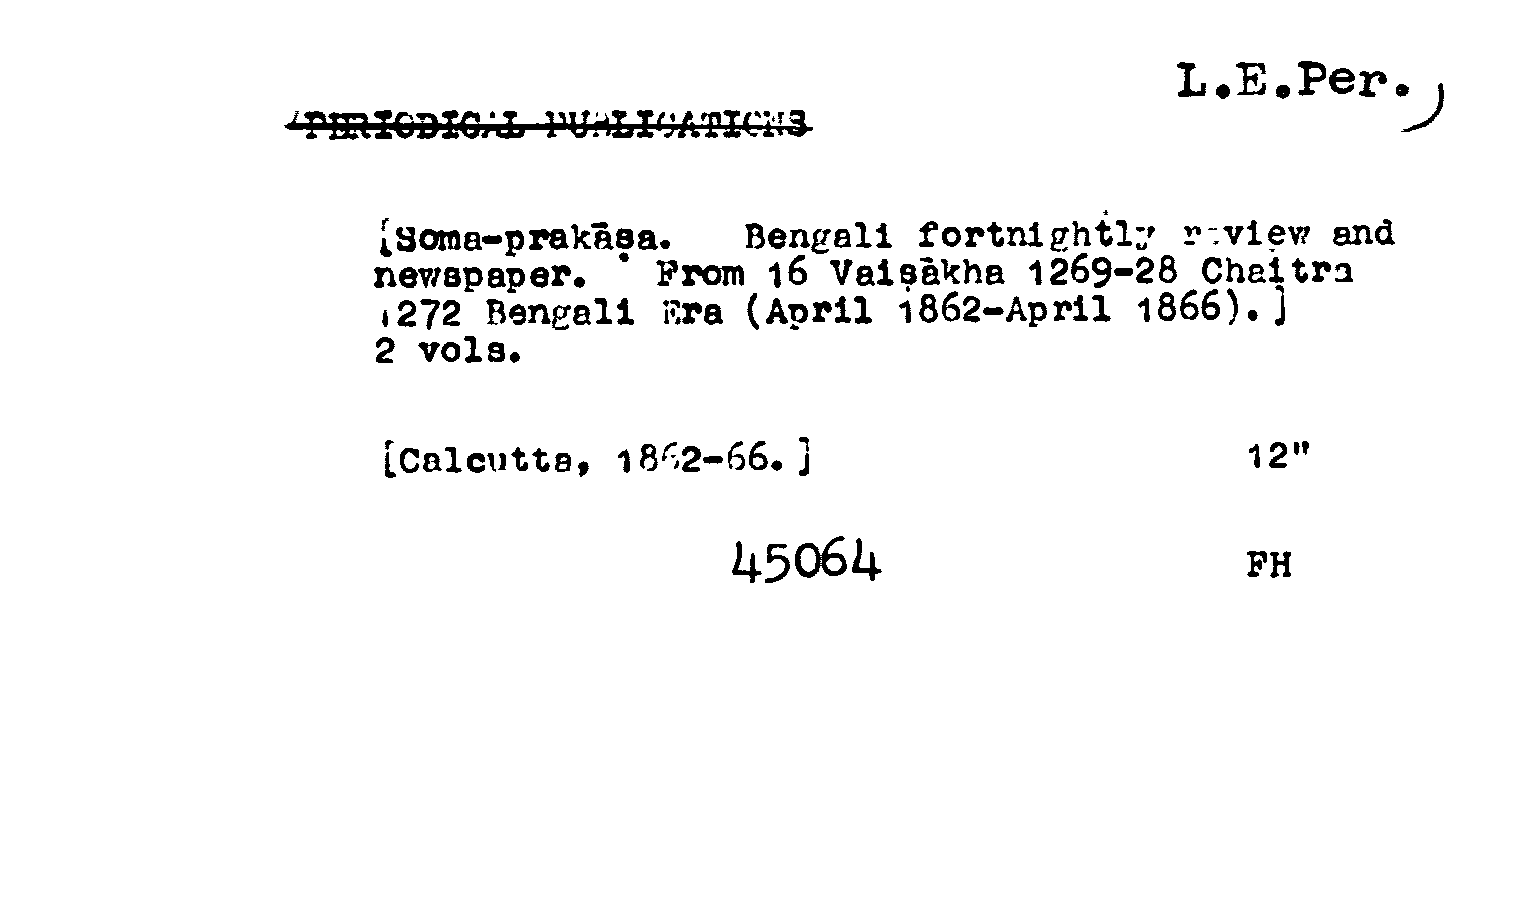 L.E.Per.
PERIODICAL PUBLICATIONS
[Soma-prakāṣa. Bengali fortnightly review and
newspaper. From 16 Vaiṣākha 1269-28 Chaitra
1272 Bengali Era (April 1862-April 1866).]
2 vols.
[Calcutta, 1862-66.] 12"
45064 FH